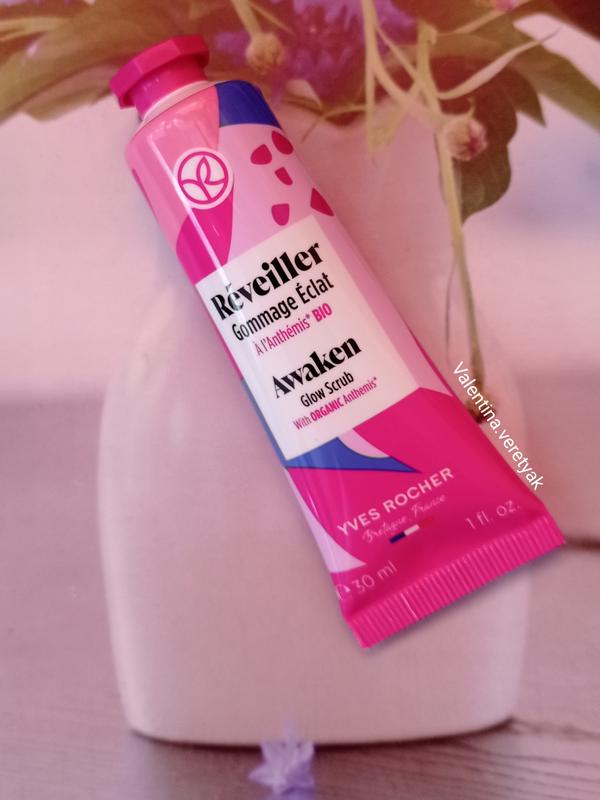 Réveiller
Gommage Éclat
À l'Anthémis* BIO
Awaken
Glow Scrub
With ORGANIC Anthemis*
YVES ROCHER
Bretagne, France
1 fl. oz.
30 ml
Valentina.veretyak